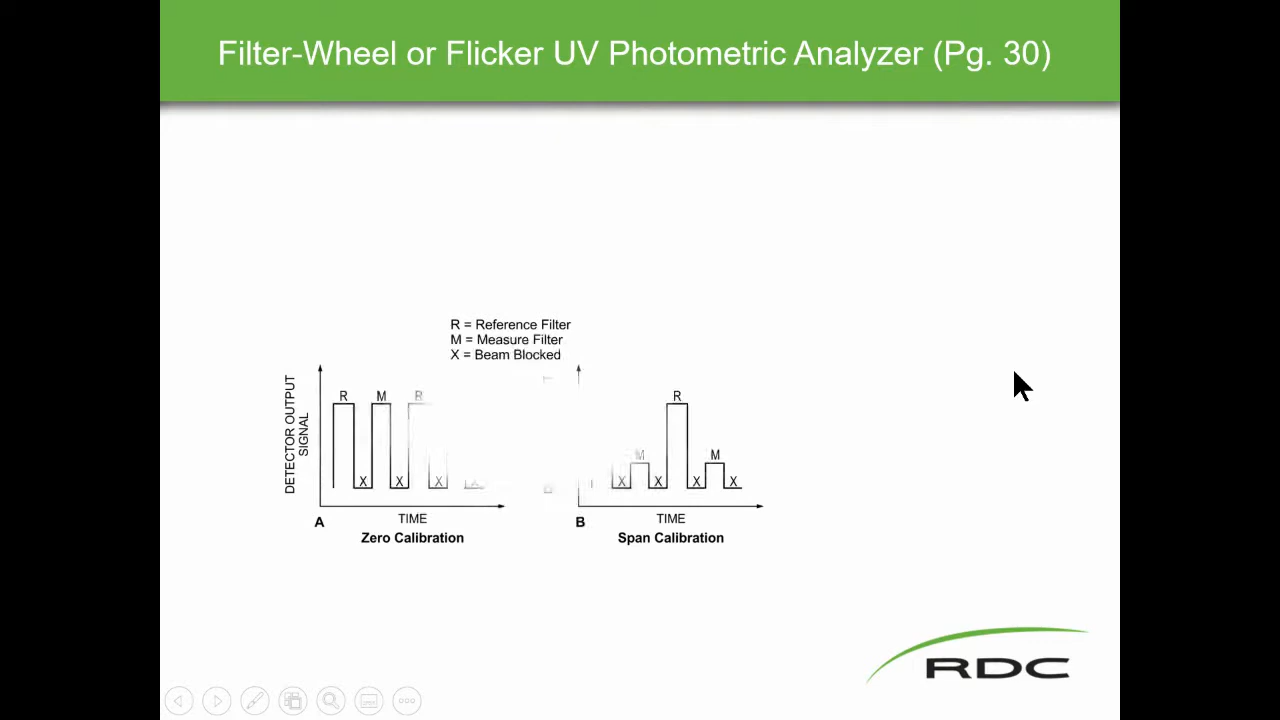 Filter-Wheel or Flicker UV Photometric Analyzer (Pg. 30)
R = Reference Filter
M = Measure Filter
X = Beam Blocked
DETECTOR OUTPUT
SIGNAL
R M R
X X X X
A
TIME
Zero Calibration
R
M M
X X X X
B
TIME
Span Calibration
RDC